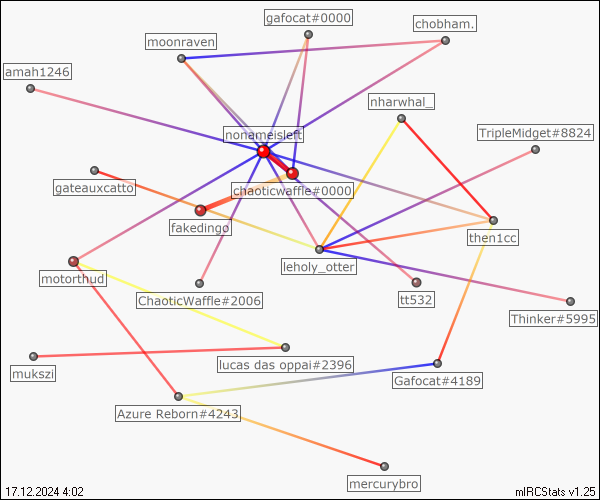 gafocat#0000
chobham.
moonraven
amah1246
nharwhal_
nonameisleft
TripleMidget#8824
gateauxcatto
chaoticwaffle#0000
fakedingo
then1cc
leholy_otter
motorthud
ChaoticWaffle#2006
tt532
Thinker#5995
mukszi
lucas das oppai#2396
Gafocat#4189
Azure Reborn#4243
mercurybro
17.12.2024 4:02
mIRCStats v1.25